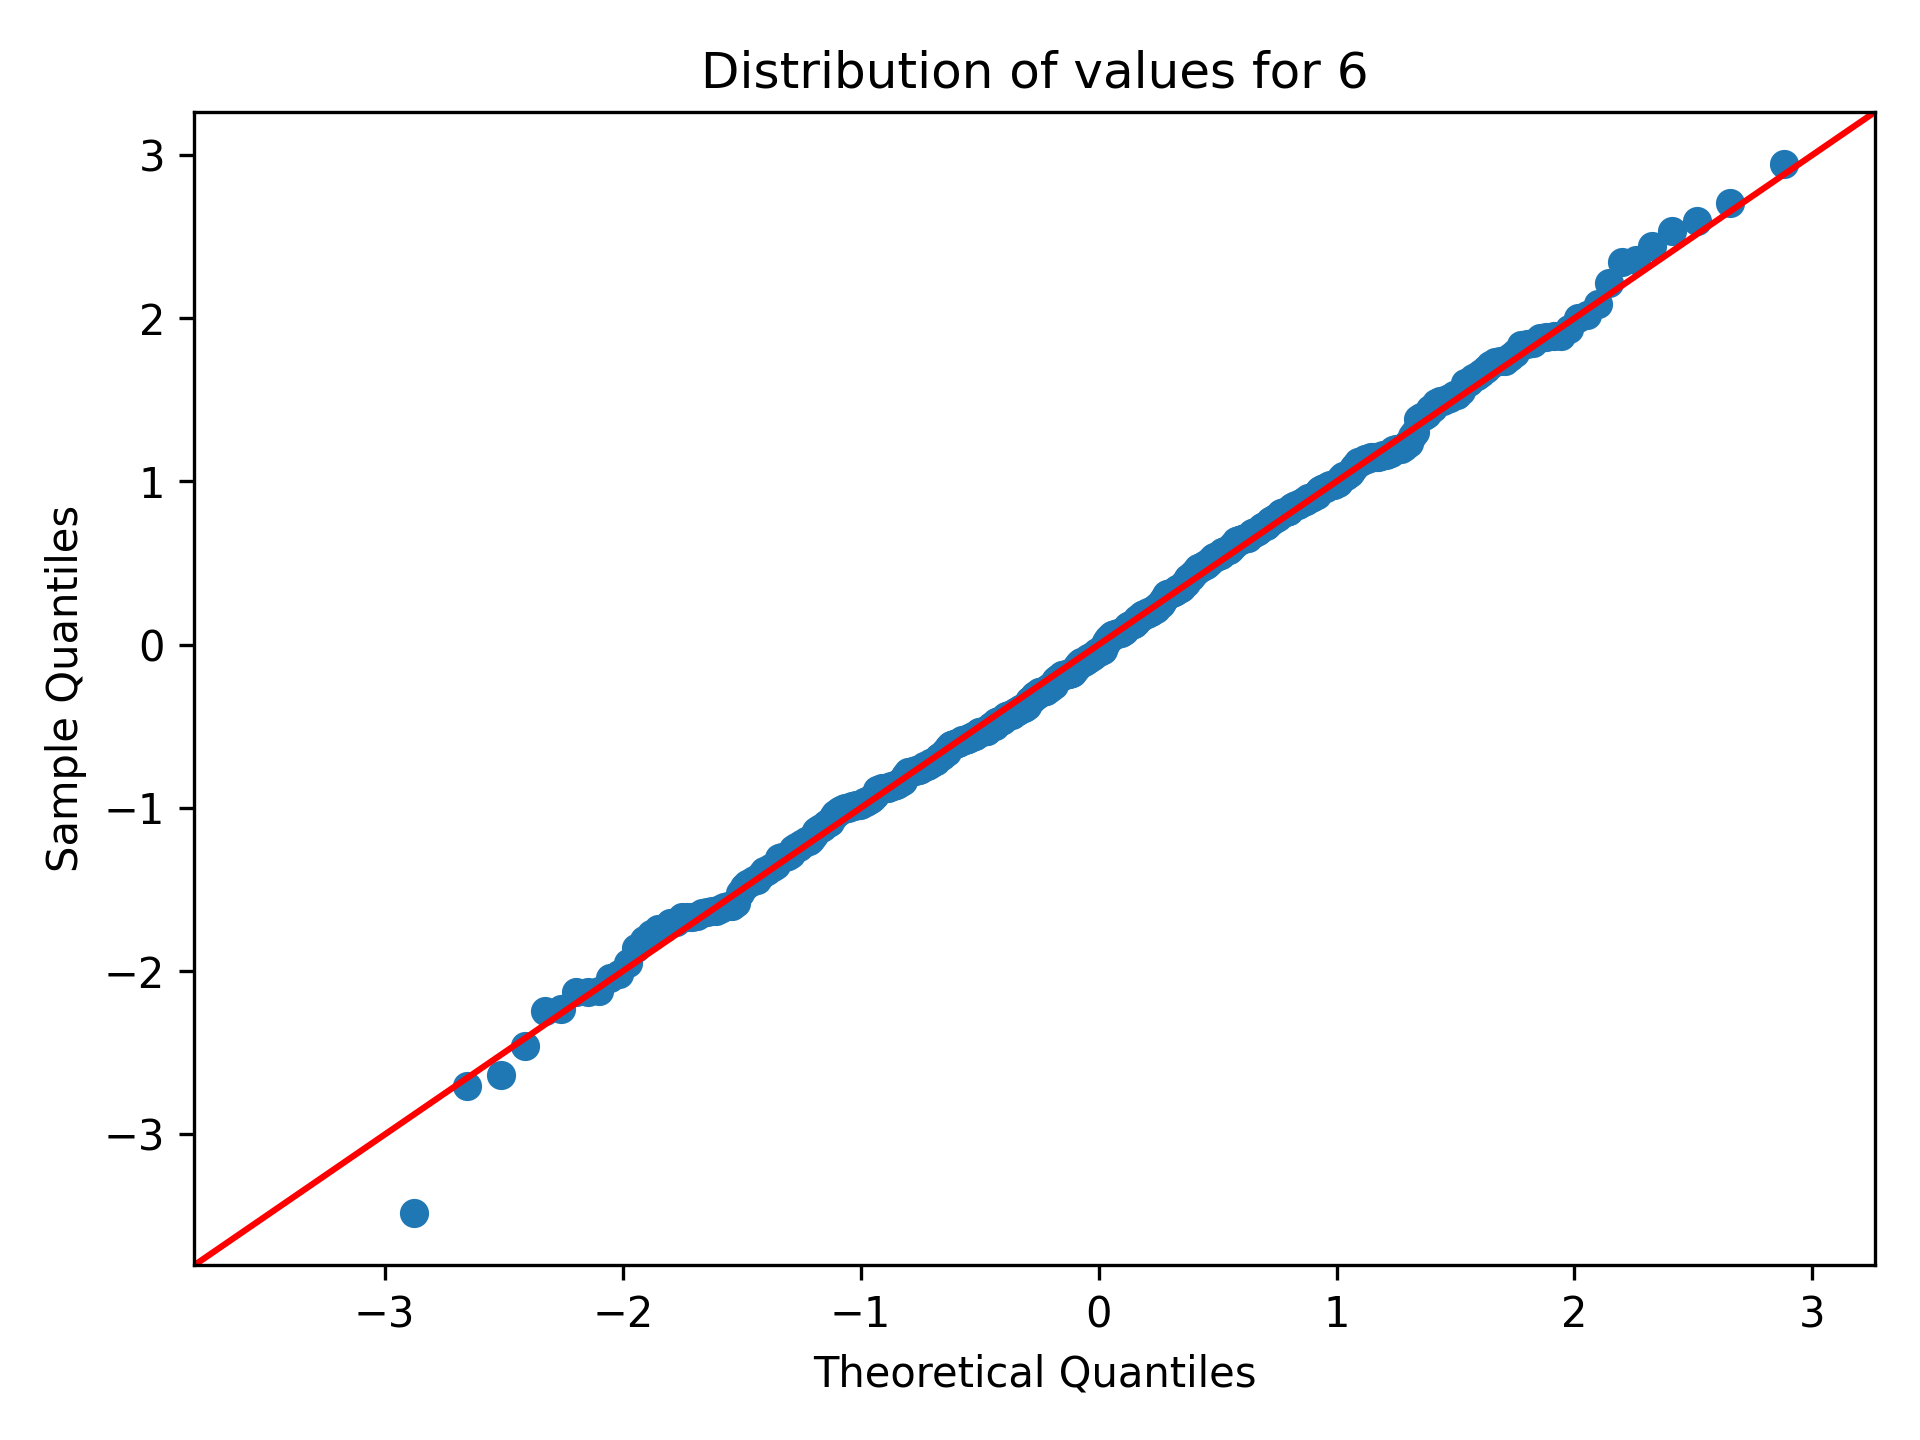 Distribution of values for 6
3
2
1
0
−1
−2
−3
Sample Quantiles
−3 −2 −1 0 1 2 3
Theoretical Quantiles